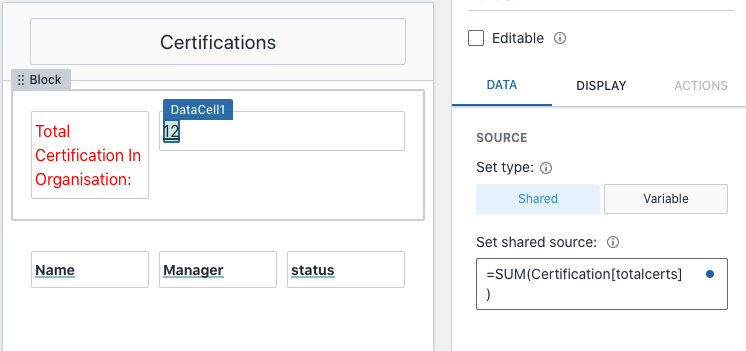 Certifications
Block
DataCell1
12
Total
Certification In
Organisation:
Name
Manager
status
Editable
DATA
DISPLAY
ACTIONS
SOURCE
Set type:
Shared
Variable
Set shared source:
=SUM(Certification[totalcerts]
)